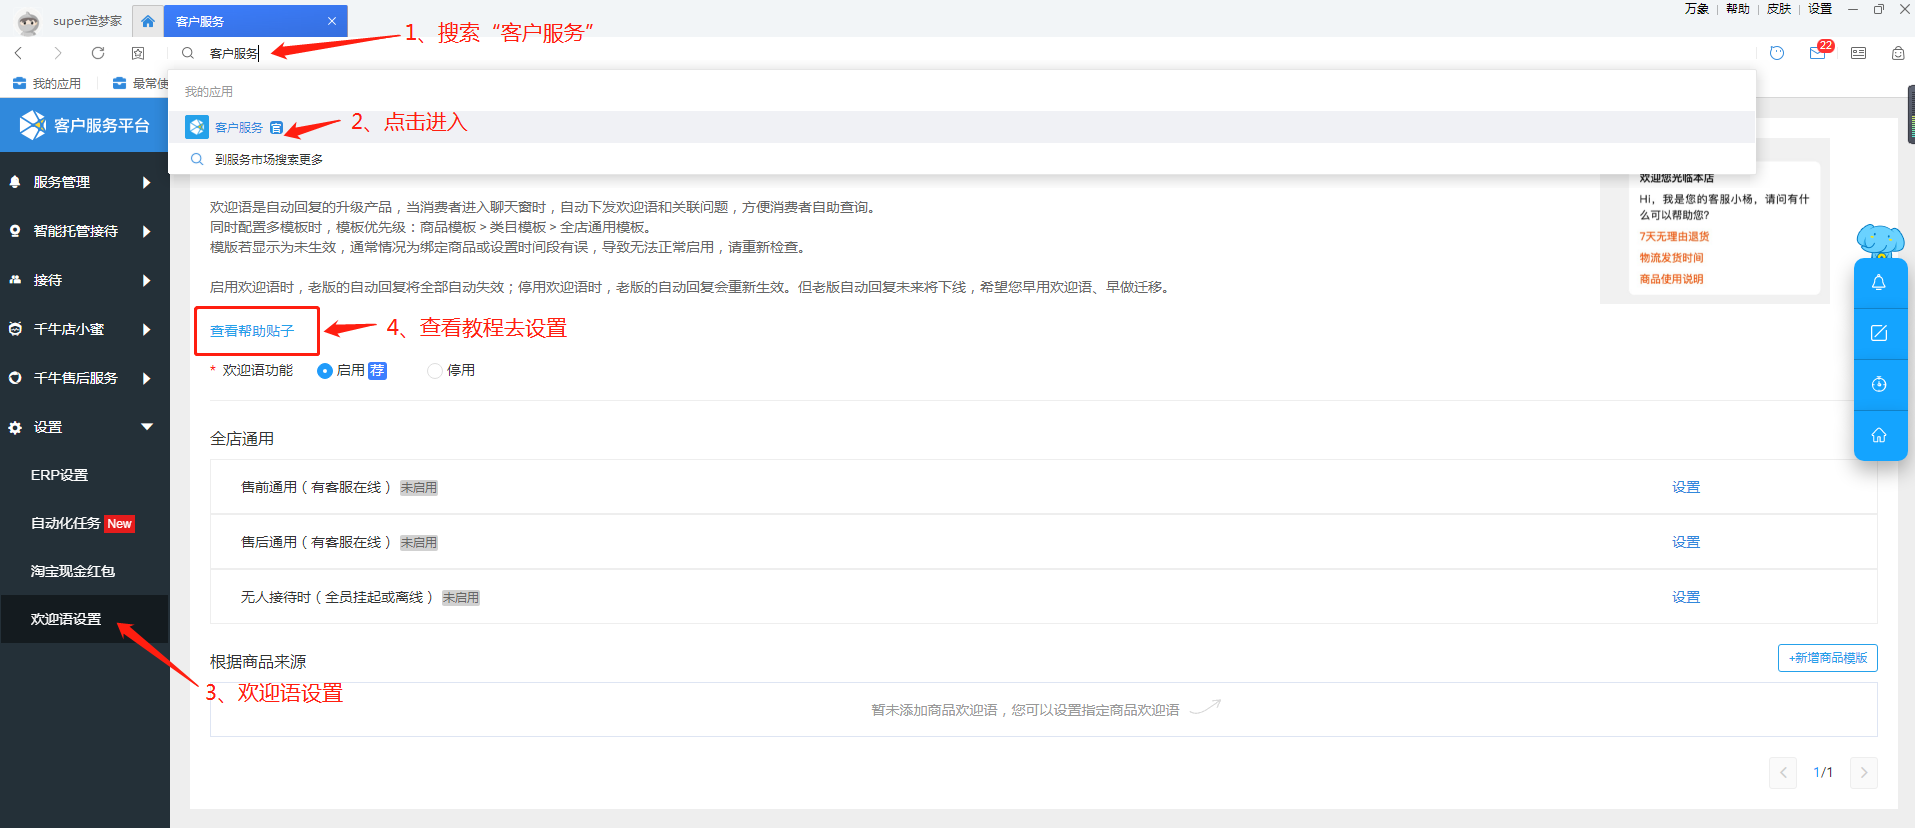 super造梦家
客户服务
万象 | 帮助 | 皮肤 | 设置
客户服务
1、搜索“客户服务”
22
我的应用
最常使
我的应用
客户服务 官
2、点击进入
到服务市场搜索更多
客户服务平台
服务管理
智能托管接待
接待
千牛店小蜜
千牛售后服务
设置
ERP设置
自动化任务 New
淘宝现金红包
欢迎语设置
3、欢迎语设置
欢迎语是自动回复的升级产品，当消费者进入聊天窗时，自动下发欢迎语和关联问题，方便消费者自助查询。
同时配置多模板时，模板优先级：商品模板 > 类目模板 > 全店通用模板。
模版若显示为未生效，通常情况为绑定商品或设置时间段有误，导致无法正常启用，请重新检查。
启用欢迎语时，老版的自动回复将全部自动失效；停用欢迎语时，老版的自动回复会重新生效。但老版自动回复未来将下线，希望您早用欢迎语、早做迁移。
查看帮助贴子
4、查看教程去设置
* 欢迎语功能
启用 荐
停用
欢迎您光临本店
Hi，我是您的客服小杨，请问有什
么可以帮助您?
7天无理由退货
物流发货时间
商品使用说明
全店通用
售前通用（有客服在线） 未启用
设置
售后通用（有客服在线） 未启用
设置
无人接待时（全员挂起或离线） 未启用
设置
根据商品来源
+新增商品模版
暂未添加商品欢迎语，您可以设置指定商品欢迎语
1/1